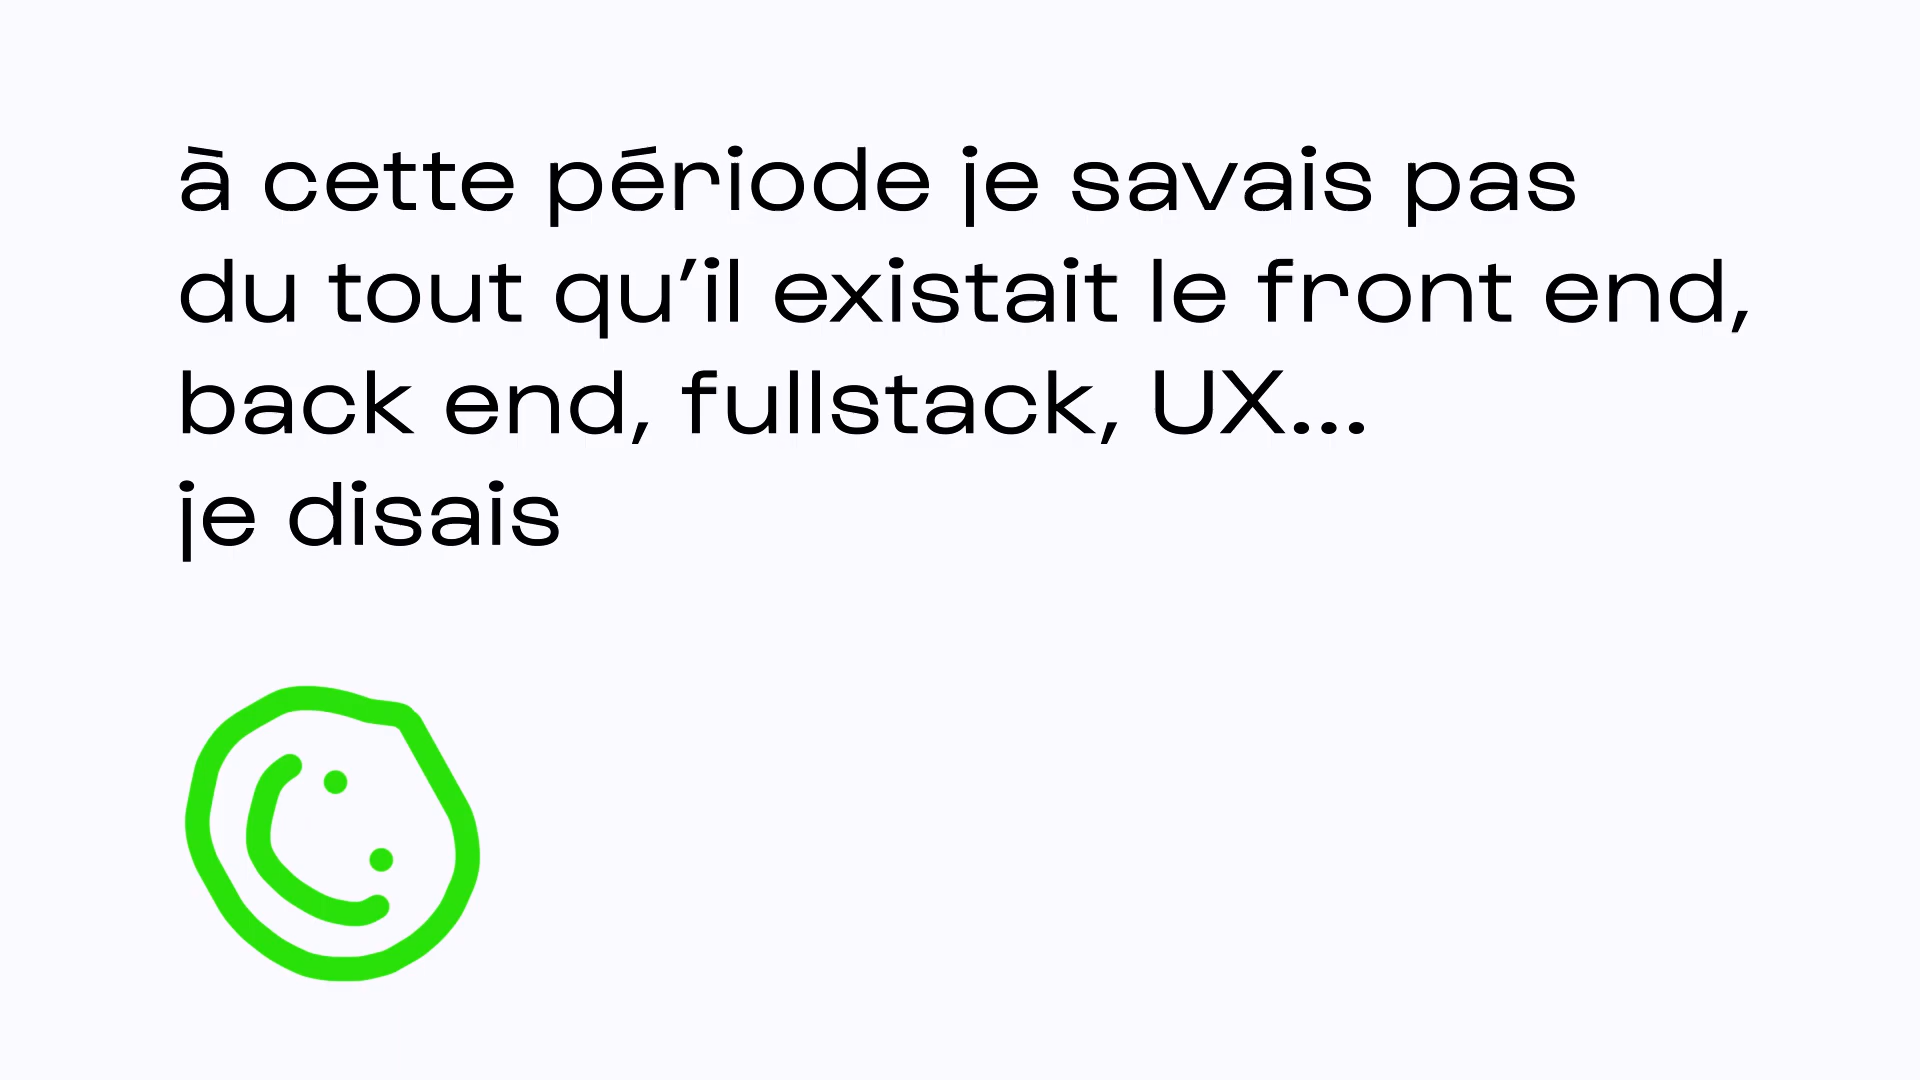 à cette période je savais pas
du tout qu’il existait le front end,
back end, fullstack, UX...
je disais